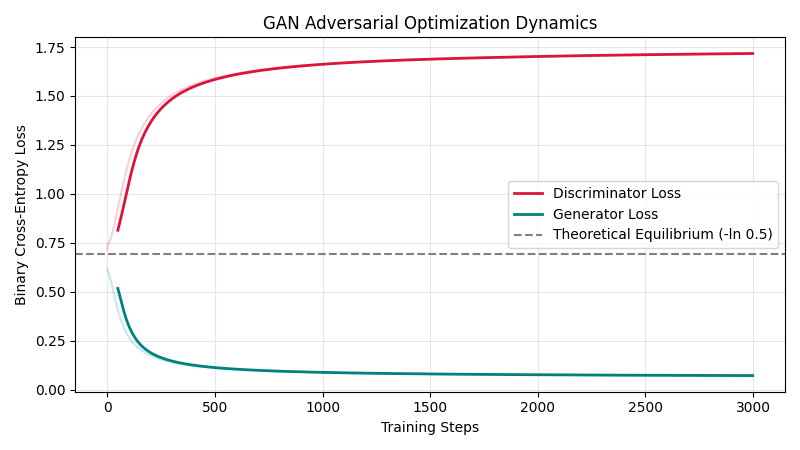 GAN Adversarial Optimization Dynamics
Binary Cross-Entropy Loss
1.75
1.50
1.25
1.00
0.75
0.50
0.25
0.00
Discriminator Loss
Generator Loss
Theoretical Equilibrium (-ln 0.5)
0 500 1000 1500 2000 2500 3000
Training Steps